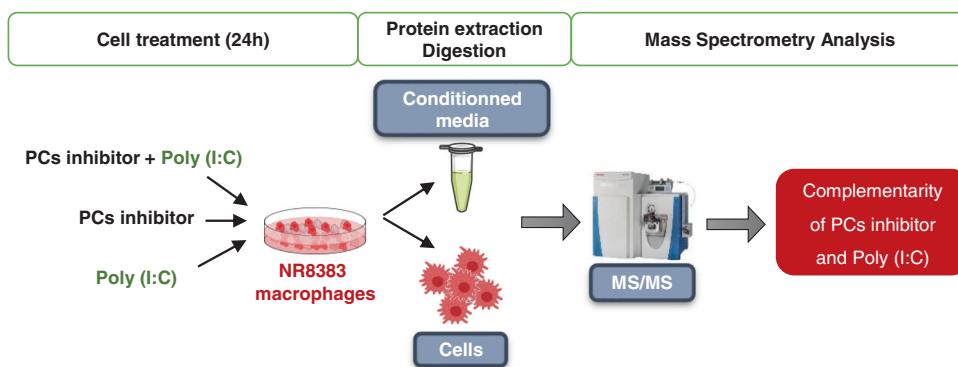 Cell treatment (24h)
Protein extraction
Digestion
Mass Spectrometry Analysis
Conditionned
media
PCs inhibitor + Poly (I:C)
PCs inhibitor
Poly (I:C)
NR8383
macrophages
Cells
MS/MS
Complementarity
of PCs inhibitor
and Poly (I:C)